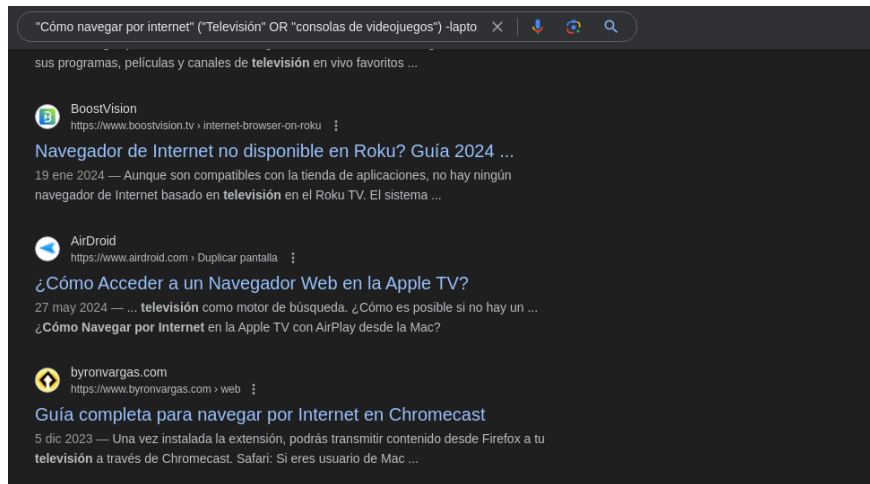 "Cómo navegar por internet" ("Televisión" OR "consolas de videojuegos") -lapto
sus programas, películas y canales de televisión en vivo favoritos ...
BoostVision
https://www.boostvision.tv › internet-browser-on-roku
Navegador de Internet no disponible en Roku? Guía 2024 ...
19 ene 2024 — Aunque son compatibles con la tienda de aplicaciones, no hay ningún
navegador de Internet basado en televisión en el Roku TV. El sistema ...
AirDroid
https://www.airdroid.com › Duplicar pantalla
¿Cómo Acceder a un Navegador Web en la Apple TV?
27 may 2024 — ... televisión como motor de búsqueda. ¿Cómo es posible si no hay un ...
¿Cómo Navegar por Internet en la Apple TV con AirPlay desde la Mac?
byronvargas.com
https://www.byronvargas.com › web
Guía completa para navegar por Internet en Chromecast
5 dic 2023 — Una vez instalada la extensión, podrás transmitir contenido desde Firefox a tu
televisión a través de Chromecast. Safari: Si eres usuario de Mac ...